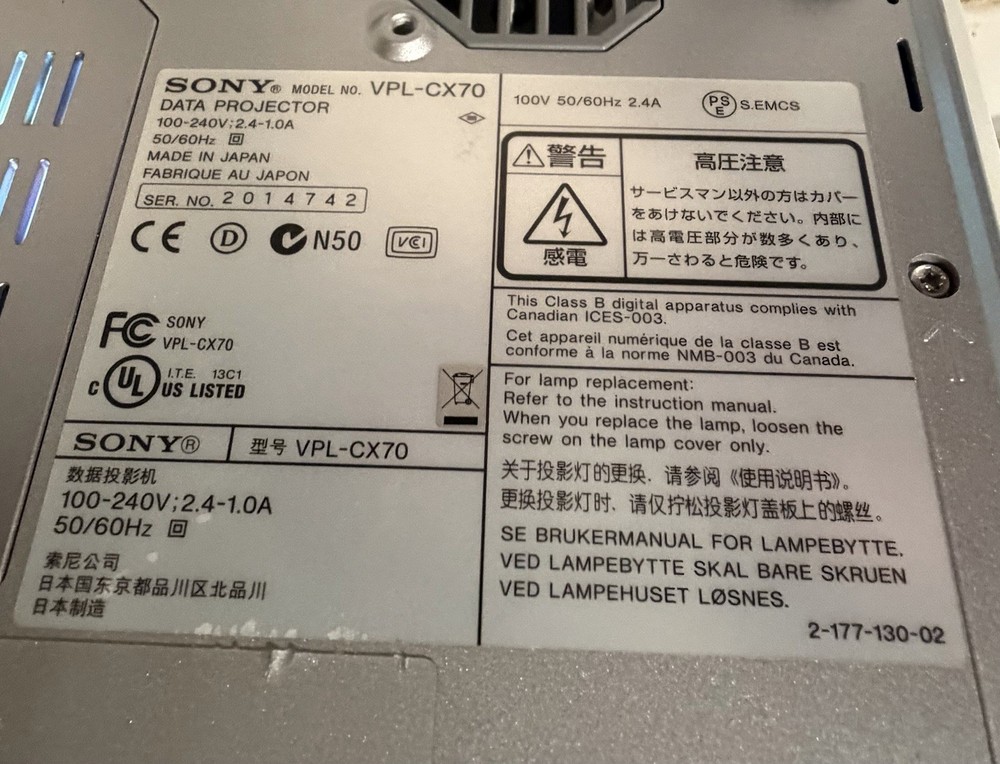 SONY® MODEL NO. VPL-CX70
DATA PROJECTOR
100-240V;2.4-1.0A
50/60Hz
MADE IN JAPAN
FABRIQUE AU JAPON
SER. NO. 2014742
CE D N50 VCI
FC SONY
VPL-CX70
C UL US LISTED
I.T.E. 13C1
SONY® 型号 VPL-CX70
数据投影机
100-240V;2.4-1.0A
50/60Hz
索尼公司
日本国东京都品川区北品川
日本制造
100V 50/60Hz 2.4A PSE S.EMCS
警告
感電
高圧注意
サービスマン以外の方はカバー
をあけないでください。内部に
は高電圧部分が数多くあり、
万一さわると危険です。
This Class B digital apparatus complies with
Canadian ICES-003.
Cet appareil numérique de la classe B est
conforme à la norme NMB-003 du Canada.
For lamp replacement:
Refer to the instruction manual.
When you replace the lamp, loosen the
screw on the lamp cover only.
关于投影灯的更换，请参阅《使用说明书》。
更换投影灯时、请仅拧松投影灯盖板上的螺丝。
SE BRUKERMANUAL FOR LAMPEBYTTE.
VED LAMPEBYTTE SKAL BARE SKRUEN
VED LAMPEHUSET LØSNES.
2-177-130-02